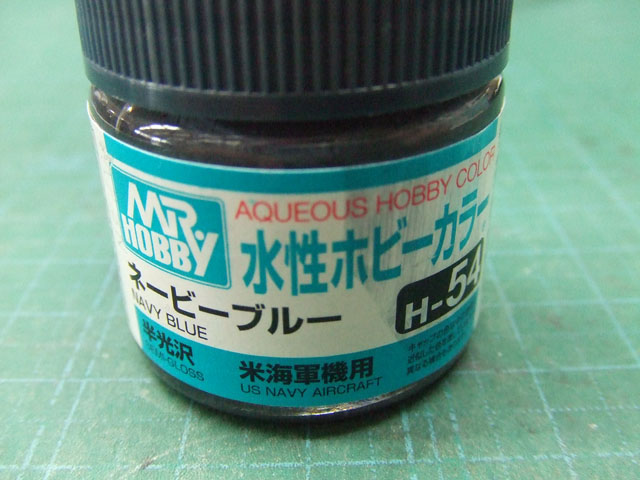 MR.
HOBBY
AQUEOUS HOBBY COLOR
水性ホビーカラー
ネービーブルー
NAVY BLUE
H-54
半光沢
SEMI-GLOSS
米海軍機用
US NAVY AIRCRAFT